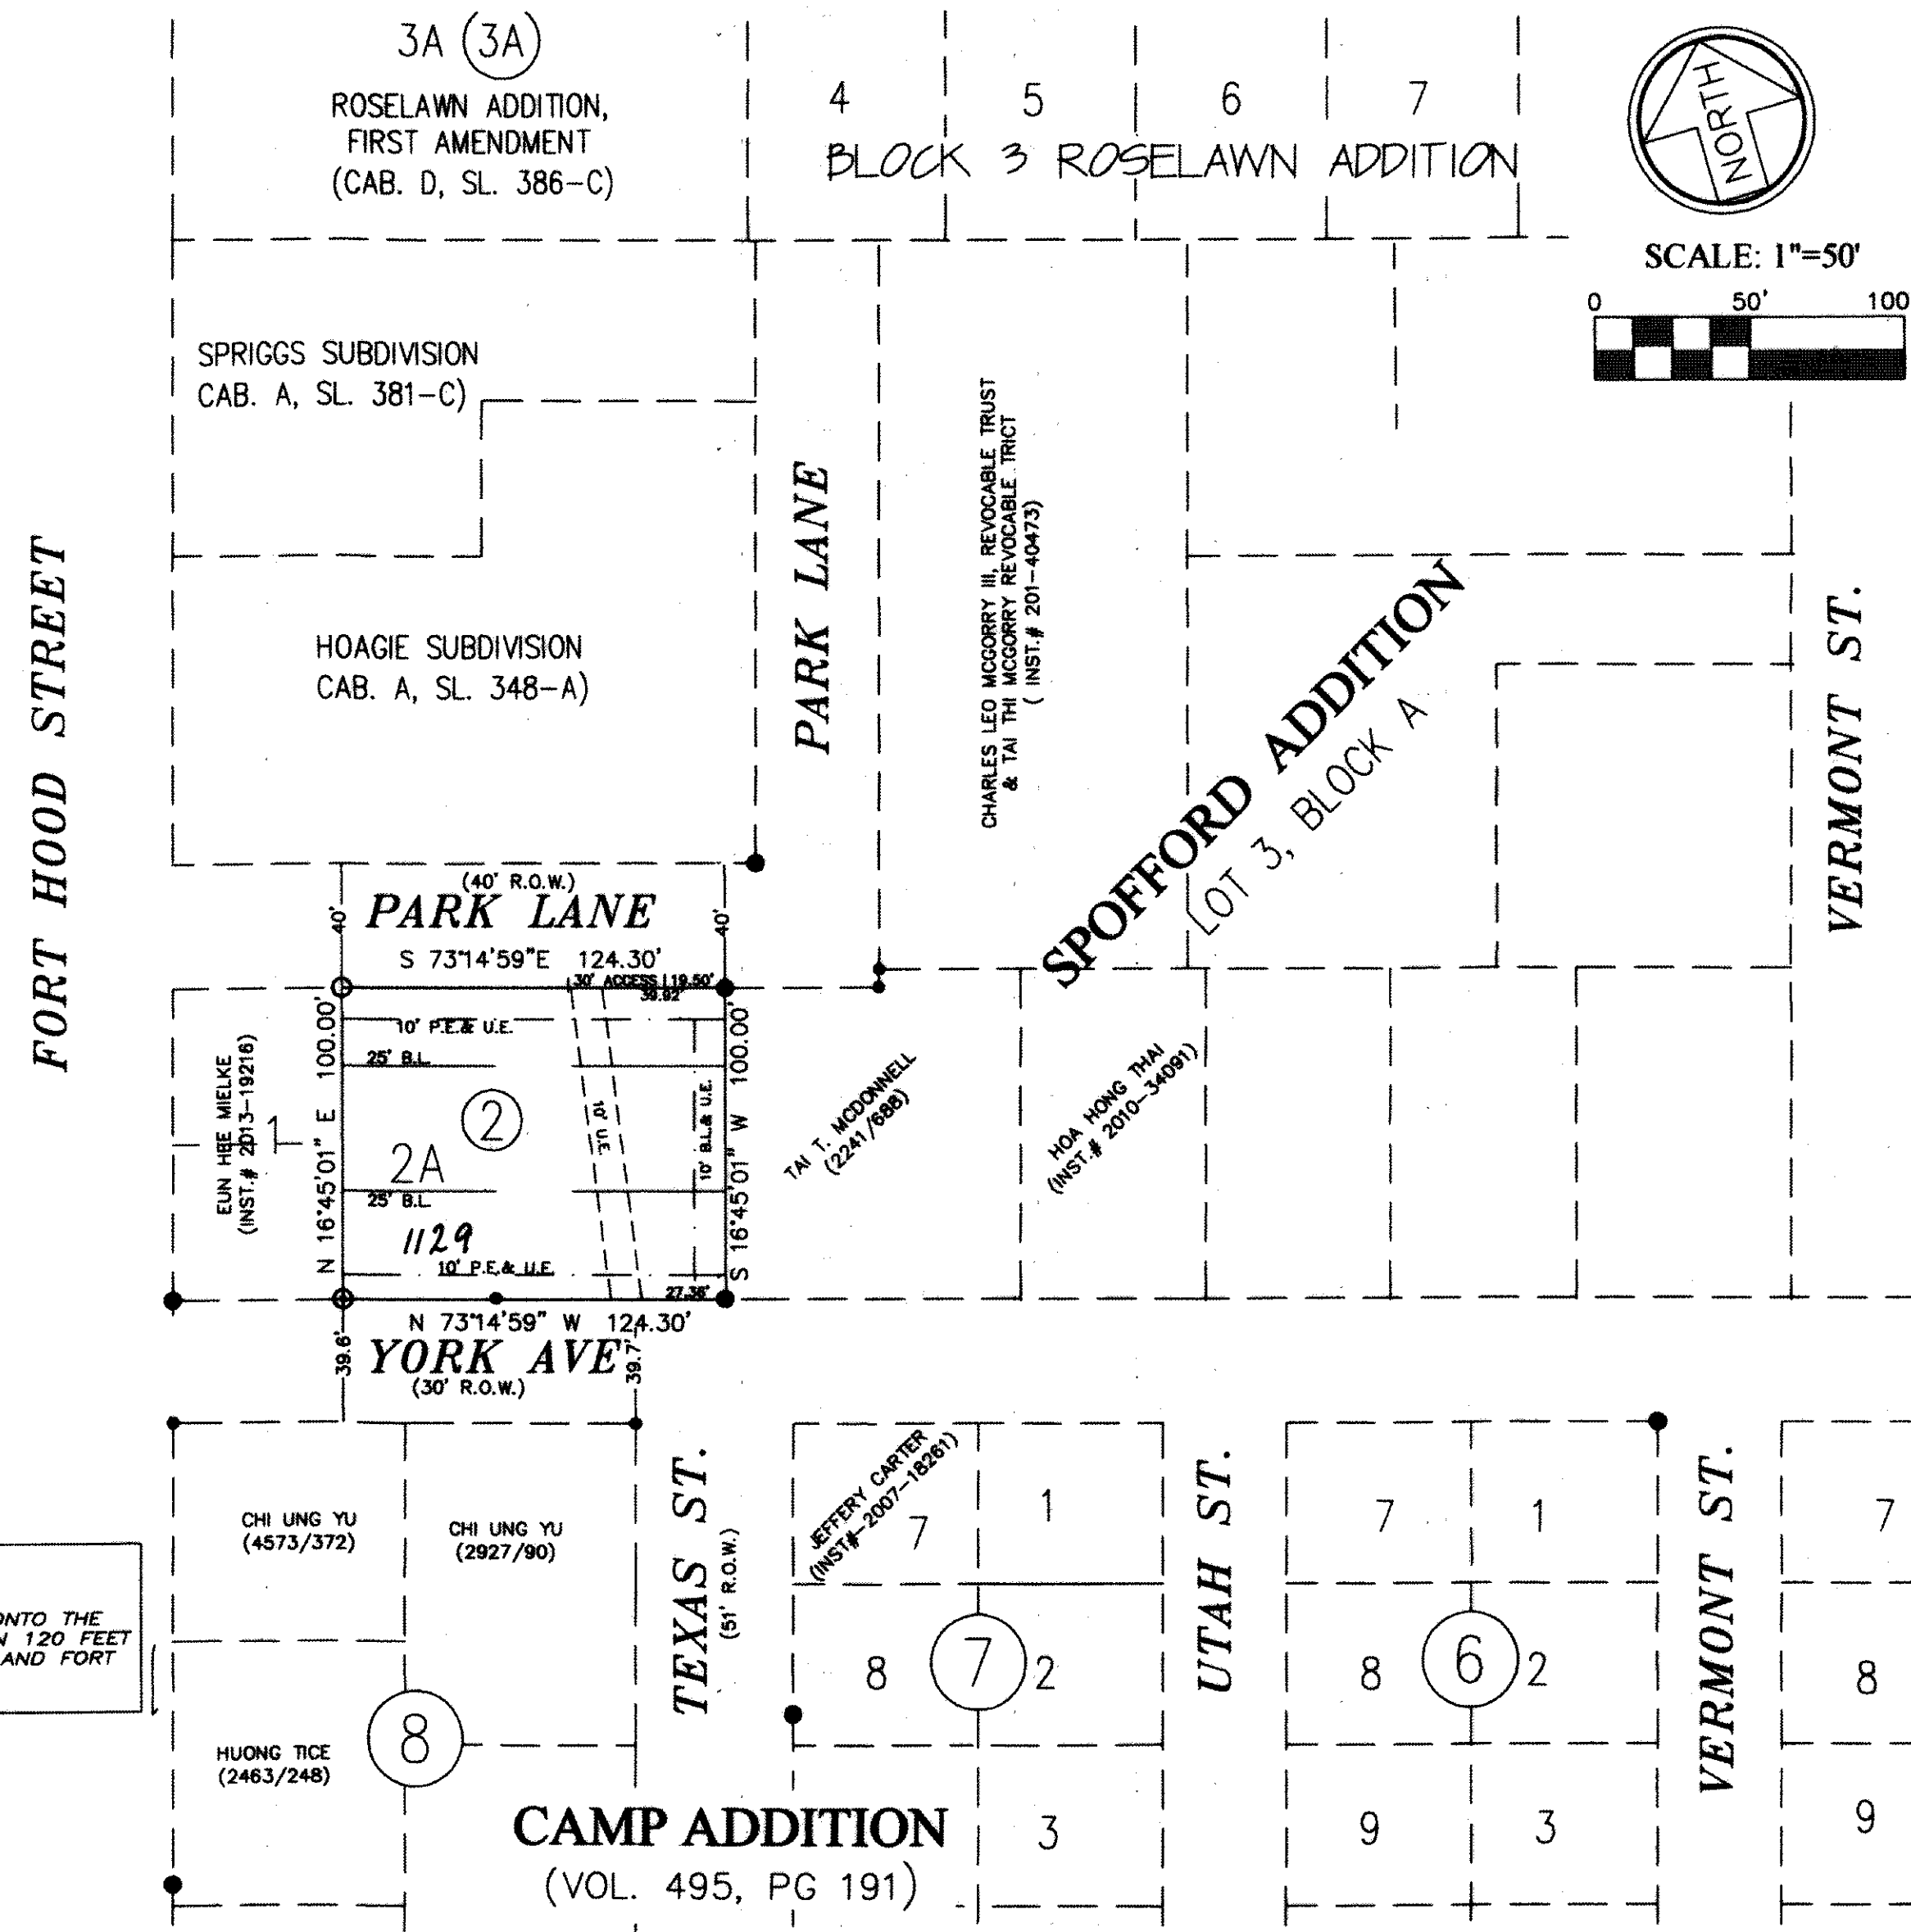 3A (3A)
ROSELAWN ADDITION,
FIRST AMENDMENT
(CAB. D, SL. 386-C)
4 5 6 7
BLOCK 3 ROSELAWN ADDITION
NORTH
SCALE: 1"=50'
0 50' 100
SPRIGGS SUBDIVISION
CAB. A, SL. 381-C)
HOAGIE SUBDIVISION
CAB. A, SL. 348-A)
FORT HOOD STREET
PARK LANE
CHARLES LEO MCGORRY III, REVOCABLE TRUST
& TAI THI MCGORRY REVOCABLE TRICT
( INST.# 201-40473)
SPOFFORD ADDITION
LOT 3, BLOCK A
VERMONT ST.
(40' R.O.W.)
PARK LANE
40'
40'
S 73°14'59"E 124.30'
30' ACCESS 19.50'
39.92'
10' P.E.& U.E.
25' B.L.
EUN HEE MIELKE
(INST.# 2013-19216)
1
N 16°45'01" E 100.00'
2
2A
10' U.E.
10' B.L.& U.E.
S 16°45'01" W 100.00'
25' B.L.
1129
10' P.E.& U.E.
27.36'
TAI T. MCDONNELL
(2241/688)
HOA HONG THAI
(INST.# 2010-34091)
N 73°14'59" W 124.30'
39.6'
YORK AVE
39.7'
(30' R.O.W.)
CHI UNG YU
(4573/372)
CHI UNG YU
(2927/90)
TEXAS ST.
(51' R.O.W.)
JEFFERY CARTER
(INST#-2007-18261)
7 1
UTAH ST.
7 1
VERMONT ST.
7
ONTO THE
N 120 FEET
AND FORT
8 7 2
8 6 2
8
HUONG TICE
(2463/248)
8
CAMP ADDITION
(VOL. 495, PG 191)
3
9 3
9